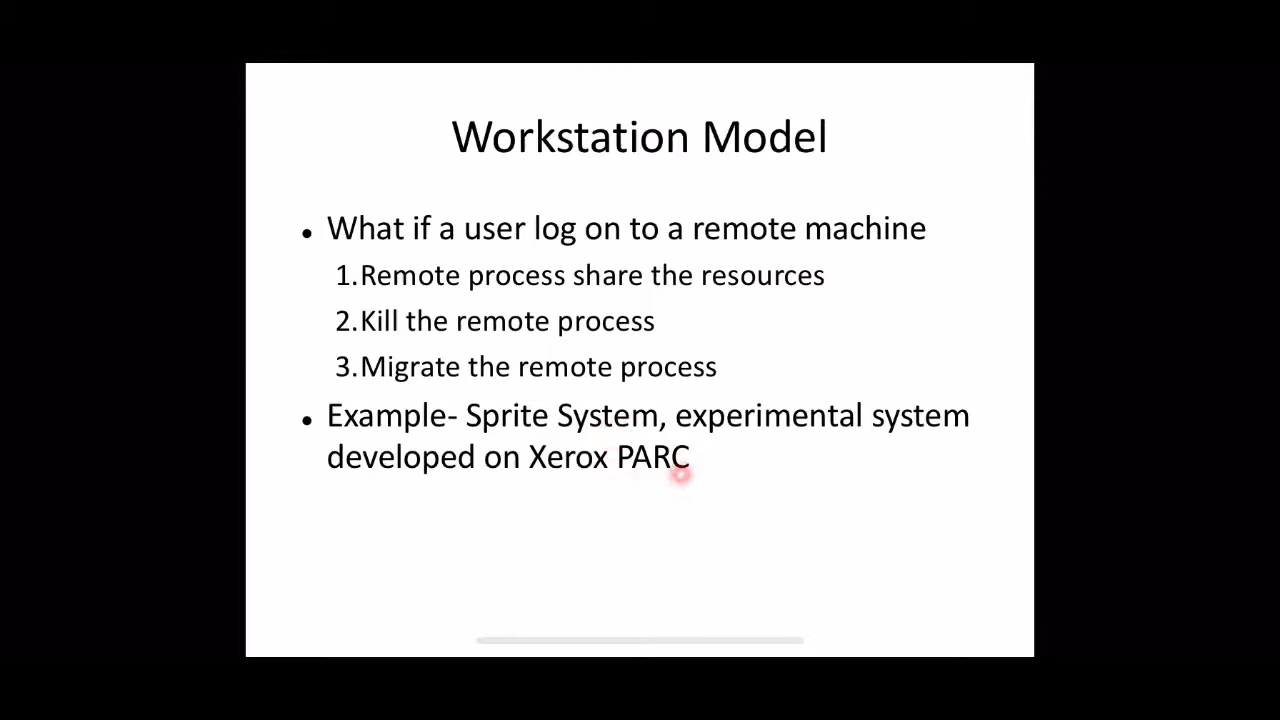 Workstation Model
• What if a user log on to a remote machine
1.Remote process share the resources
2.Kill the remote process
3.Migrate the remote process
• Example- Sprite System, experimental system
developed on Xerox PARC